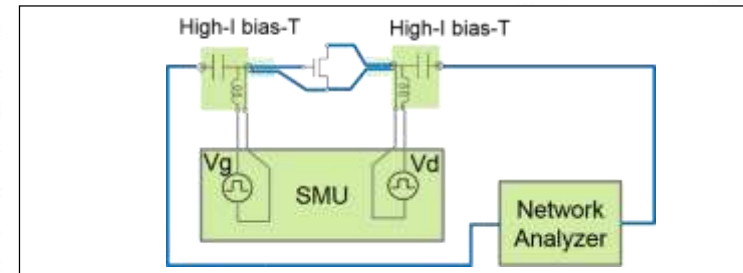 High-I bias-T
High-I bias-T
Vg
Vd
SMU
Network
Analyzer